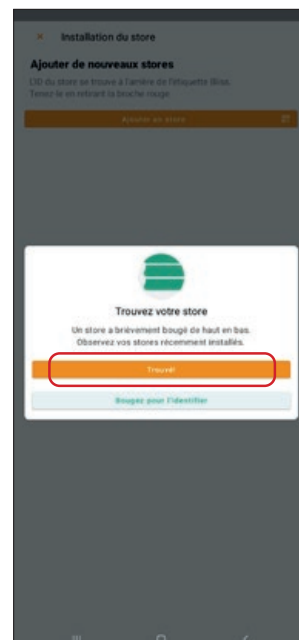 × Installation du store
Ajouter de nouveaux stores
L'ID du store se trouve à l'arrière de l'étiquette Bliss.
Tenez-le en retirant la broche rouge.
Ajouter un store
Trouvez votre store
Un store a brièvement bougé de haut en bas.
Observez vos stores récemment installés.
Trouvé!
Bougez pour l'identifier